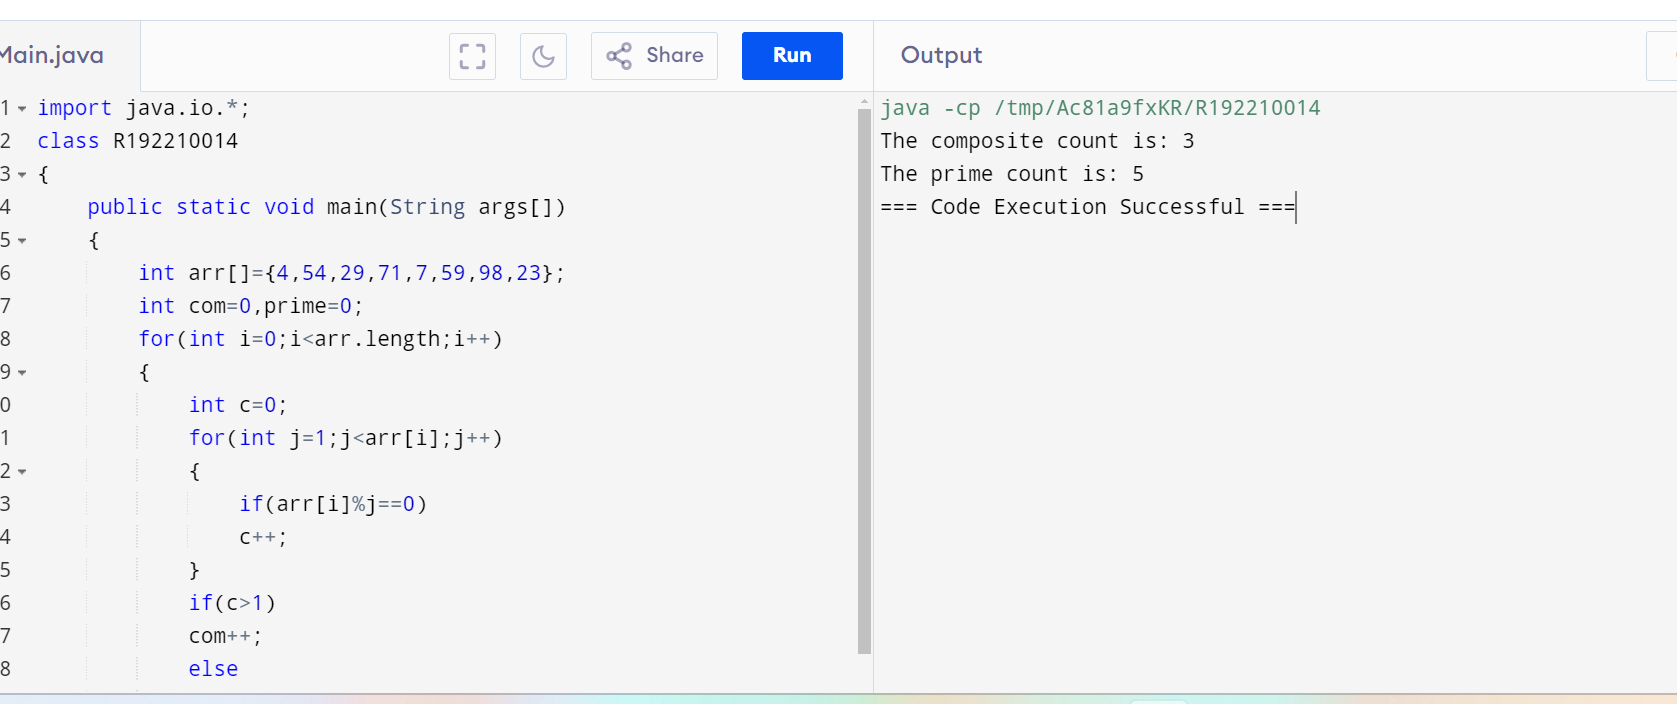 Main.java
Share
Run
Output
1 import java.io.*;
2 class R192210014
3 {
4 public static void main(String args[])
5 {
6 int arr[]={4,54,29,71,7,59,98,23};
7 int com=0,prime=0;
8 for(int i=0;i<arr.length;i++)
9 {
0 int c=0;
1 for(int j=1;j<arr[i];j++)
2 {
3 if(arr[i]%j==0)
4 c++;
5 }
6 if(c>1)
7 com++;
8 else
java -cp /tmp/Ac81a9fxKR/R192210014
The composite count is: 3
The prime count is: 5
=== Code Execution Successful ===